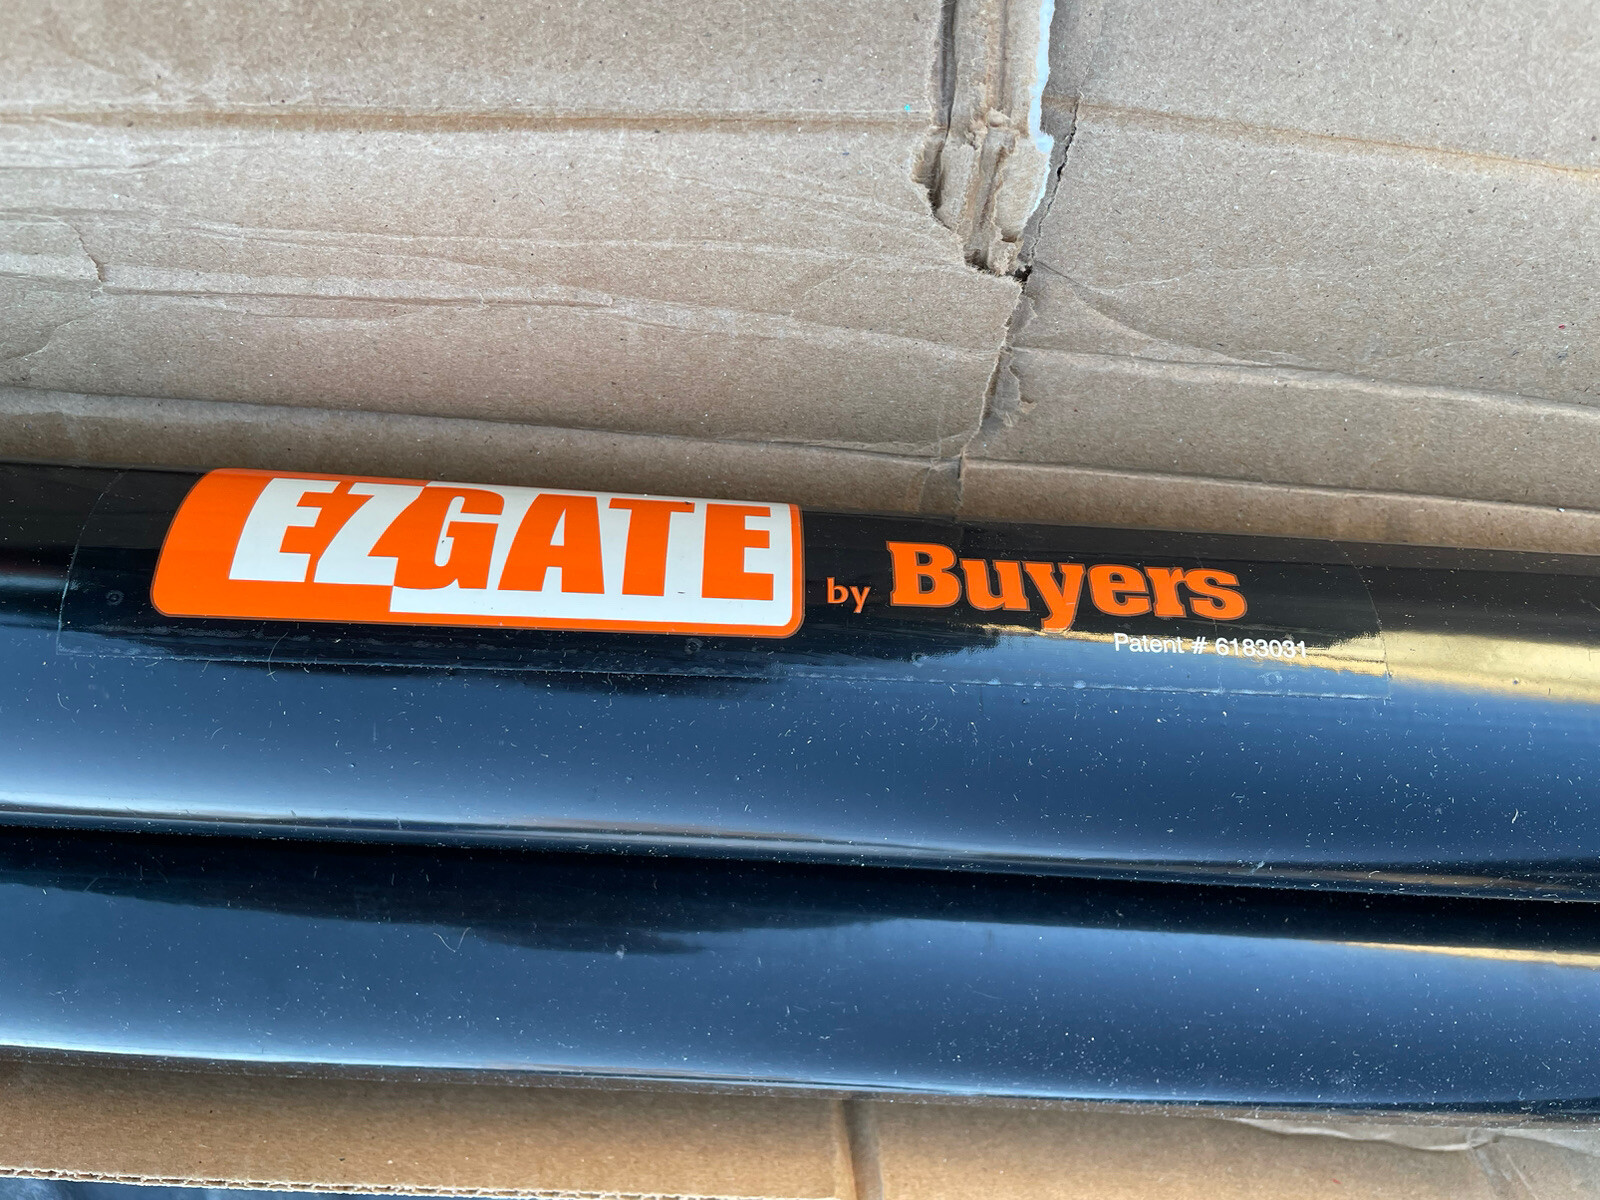 EZGATE by Buyers
Patent # 6183031